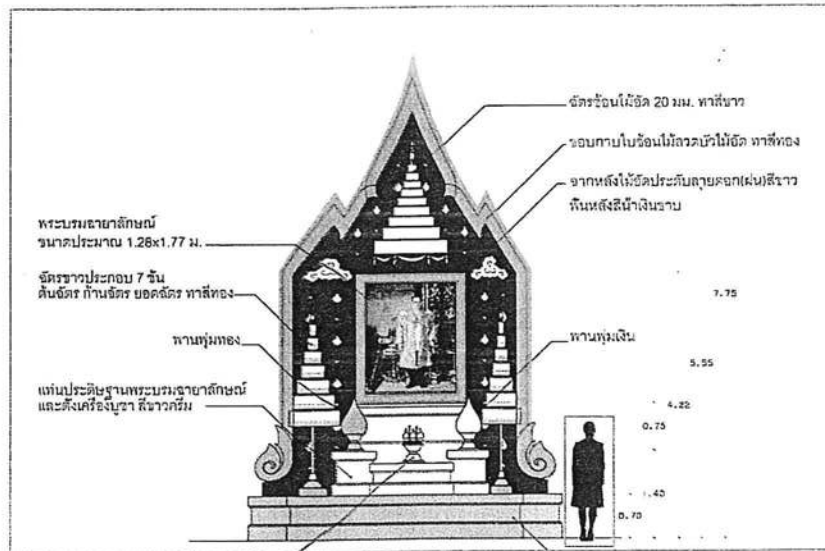 ฉัตรซ้อนไม้อัด 20 มม. ทาสีขาว
ขอบกาบใบซ้อนไม้ลวดบัวไม้อัด ทาสีทอง
ฉากหลังไม้อัดประดับลายดอก(ฝน)สีขาว
พื้นหลังสีน้ำเงินขาบ
พระบรมฉายาลักษณ์
ขนาดประมาณ 1.28x1.77 ม.
ฉัตรขาวประกอบ 7 ชั้น
ต้นฉัตร ก้านฉัตร ยอดฉัตร ทาสีทอง
7.75
พานพุ่มทอง
พานพุ่มเงิน
5.55
แท่นประดิษฐานพระบรมฉายาลักษณ์
และตั้งเครื่องบูชา สีขาวครีม
4.22
0.75
0.70